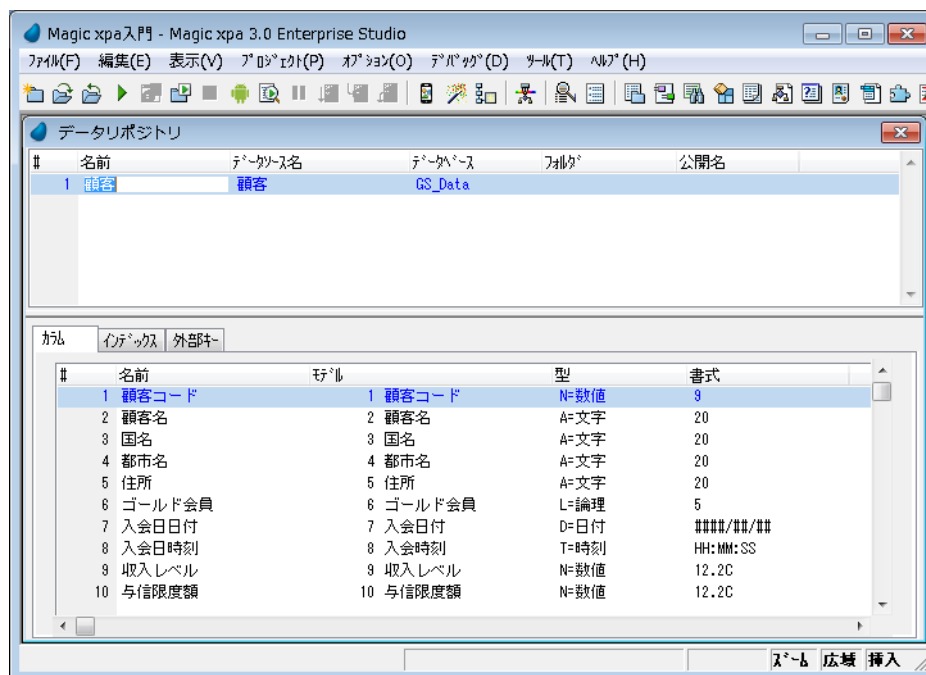 Magic xpa入門 - Magic xpa 3.0 Enterprise Studio
ﾌｧｲﾙ(F) 編集(E) 表示(V) ﾌﾟﾛｼﾞｪｸﾄ(P) ｵﾌﾟｼｮﾝ(O) ﾃﾞﾊﾞｯｸﾞ(D) ﾂｰﾙ(T) ﾍﾙﾌﾟ(H)
データリポジトリ
# 名前 ﾃﾞｰﾀｿｰｽ名 ﾃﾞｰﾀﾍﾞｰｽ ﾌｫﾙﾀﾞ 公開名
1 顧客 顧客 GS_Data
ｶﾗﾑ ｲﾝﾃﾞｯｸｽ 外部ｷｰ
# 名前 ﾓﾃﾞﾙ 型 書式
1 顧客コード 1 顧客コード N=数値 9
2 顧客名 2 顧客名 A=文字 20
3 国名 3 国名 A=文字 20
4 都市名 4 都市名 A=文字 20
5 住所 5 住所 A=文字 20
6 ゴールド会員 6 ゴールド会員 L=論理 5
7 入会日日付 7 入会日付 D=日付 ####/##/##
8 入会日時刻 8 入会時刻 T=時刻 HH:MM:SS
9 収入レベル 9 収入レベル N=数値 12.2C
10 与信限度額 10 与信限度額 N=数値 12.2C
ｽﾞｰﾑ 広域 挿入